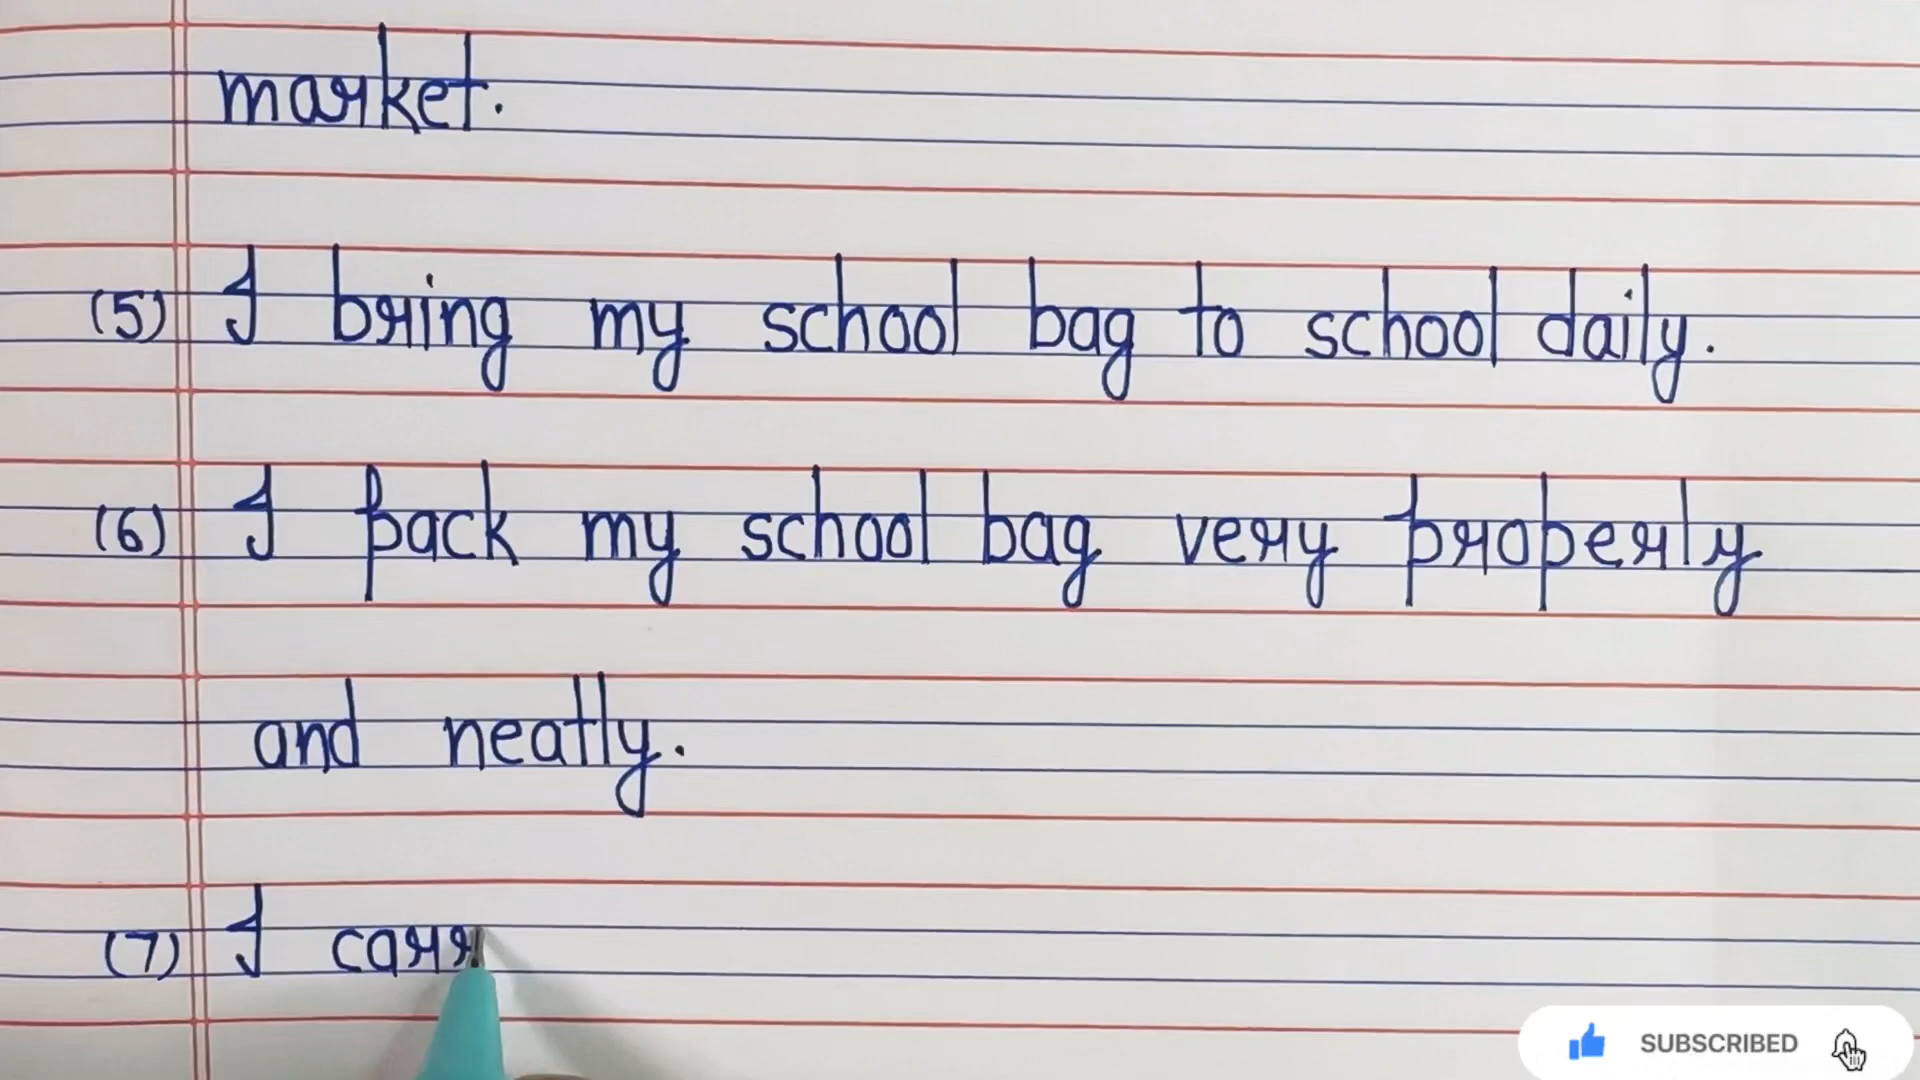 market.
(5) I bring my school bag to school daily.
(6) I pack my school bag very properly
and neatly.
(7) I carr
SUBSCRIBED